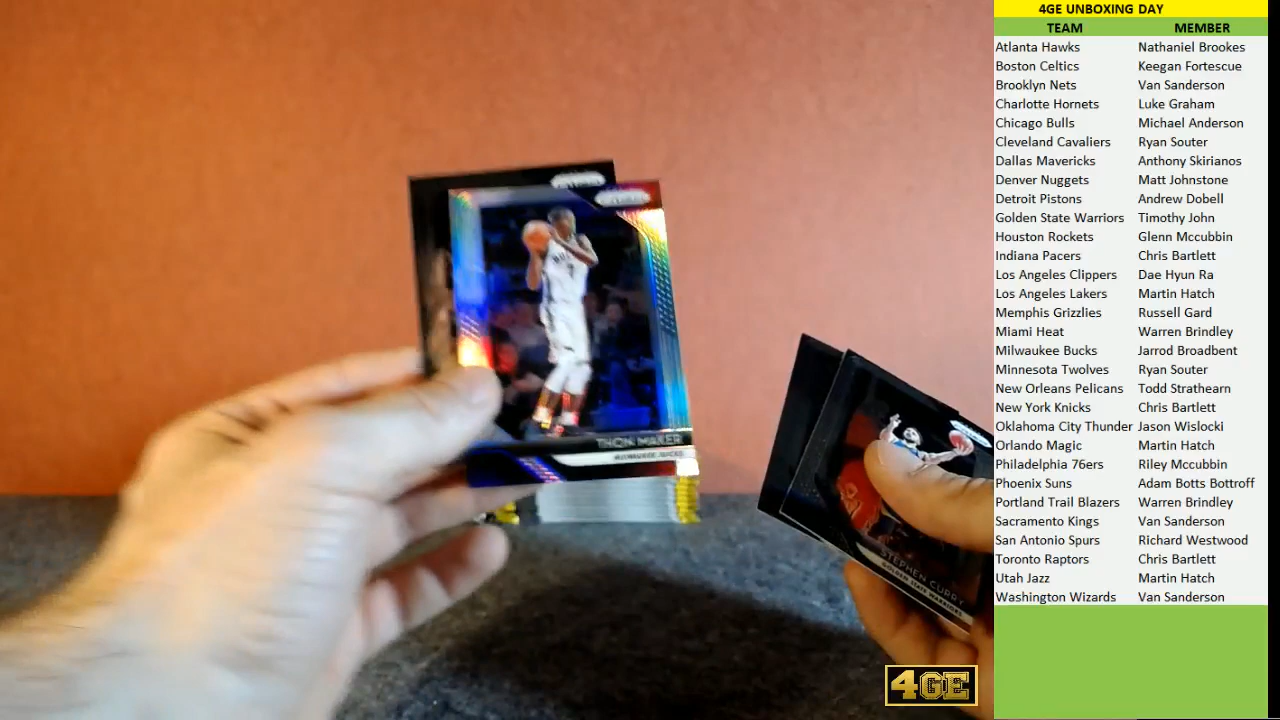 4GE UNBOXING DAY
TEAM MEMBER
Atlanta Hawks Nathaniel Brookes
Boston Celtics Keegan Fortescue
Brooklyn Nets Van Sanderson
Charlotte Hornets Luke Graham
Chicago Bulls Michael Anderson
Cleveland Cavaliers Ryan Souter
Dallas Mavericks Anthony Skirianos
Denver Nuggets Matt Johnstone
Detroit Pistons Andrew Dobell
Golden State Warriors Timothy John
Houston Rockets Glenn Mccubbin
Indiana Pacers Chris Bartlett
Los Angeles Clippers Dae Hyun Ra
Los Angeles Lakers Martin Hatch
Memphis Grizzlies Russell Gard
Miami Heat Warren Brindley
Milwaukee Bucks Jarrod Broadbent
Minnesota Twolves Ryan Souter
New Orleans Pelicans Todd Strathearn
New York Knicks Chris Bartlett
Oklahoma City Thunder Jason Wislocki
Orlando Magic Martin Hatch
Philadelphia 76ers Riley Mccubbin
Phoenix Suns Adam Botts Bottroff
Portland Trail Blazers Warren Brindley
Sacramento Kings Van Sanderson
San Antonio Spurs Richard Westwood
Toronto Raptors Chris Bartlett
Utah Jazz Martin Hatch
Washington Wizards Van Sanderson
THON MAKER
MILWAUKEE BUCKS
STEPHEN CURRY
GOLDEN STATE WARRIORS
4GE